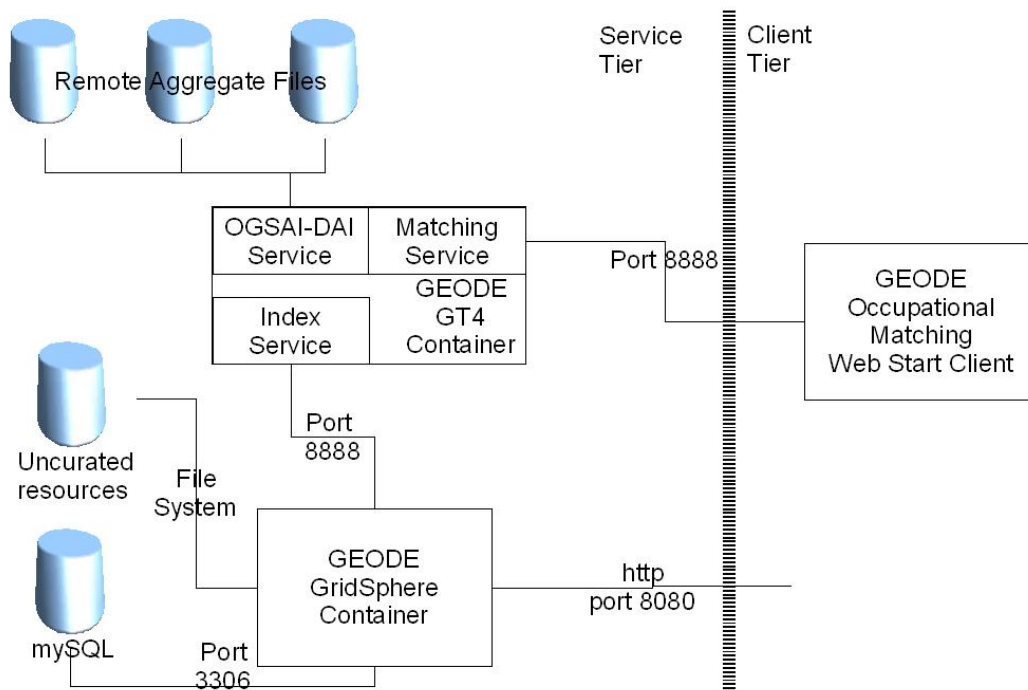 Service
Tier
Client
Tier
Remote Aggregate Files
OGSAI-DAI
Service
Matching
Service
GEODE
GT4
Container
Index
Service
Port 8888
GEODE
Occupational
Matching
Web Start Client
Port
8888
Uncurated
resources
File
System
GEODE
GridSphere
Container
http
port 8080
mySQL
Port
3306